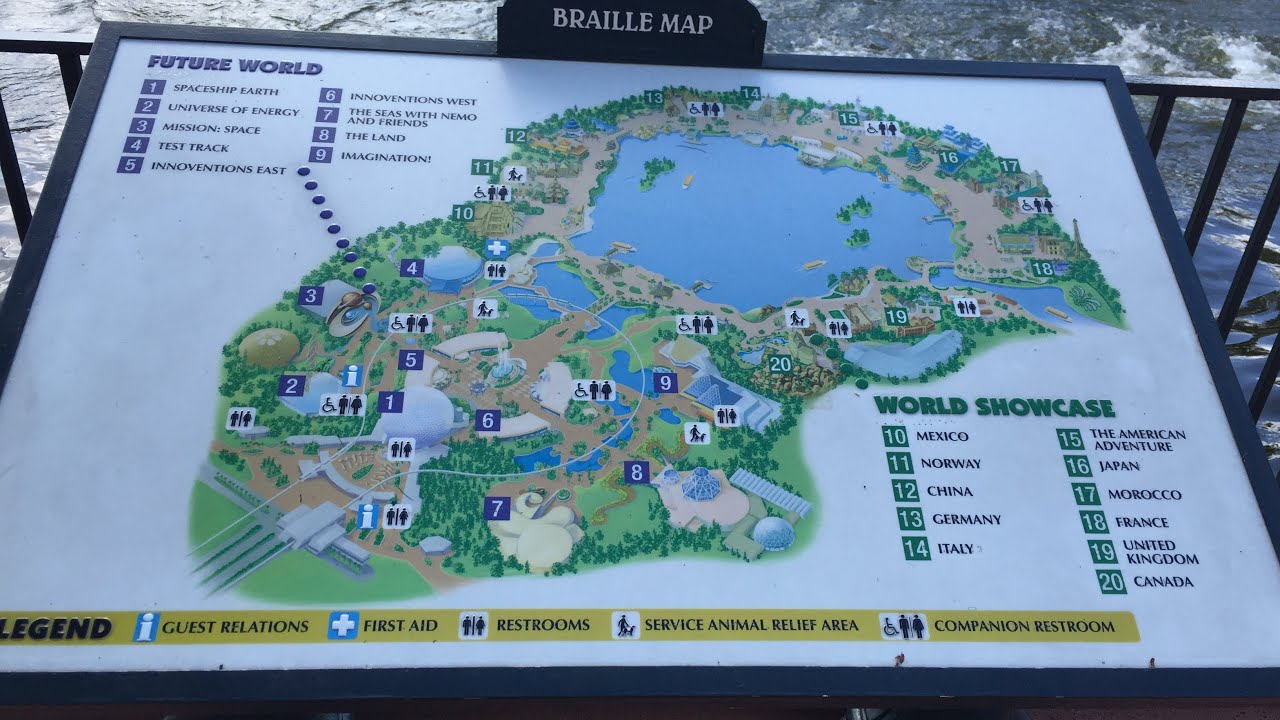 BRAILLE MAP
FUTURE WORLD
1 SPACESHIP EARTH
2 UNIVERSE OF ENERGY
3 MISSION: SPACE
4 TEST TRACK
5 INNOVENTIONS EAST
6 INNOVENTIONS WEST
7 THE SEAS WITH NEMO
AND FRIENDS
8 THE LAND
9 IMAGINATION!
13
14
15
12
16
11
17
10
4
18
3
19
5
20
2
9
1
6
8
7
i
i
WORLD SHOWCASE
10 MEXICO
11 NORWAY
12 CHINA
13 GERMANY
14 ITALY
15 THE AMERICAN
ADVENTURE
16 JAPAN
17 MOROCCO
18 FRANCE
19 UNITED
KINGDOM
20 CANADA
LEGEND i GUEST RELATIONS FIRST AID RESTROOMS SERVICE ANIMAL RELIEF AREA COMPANION RESTROOM